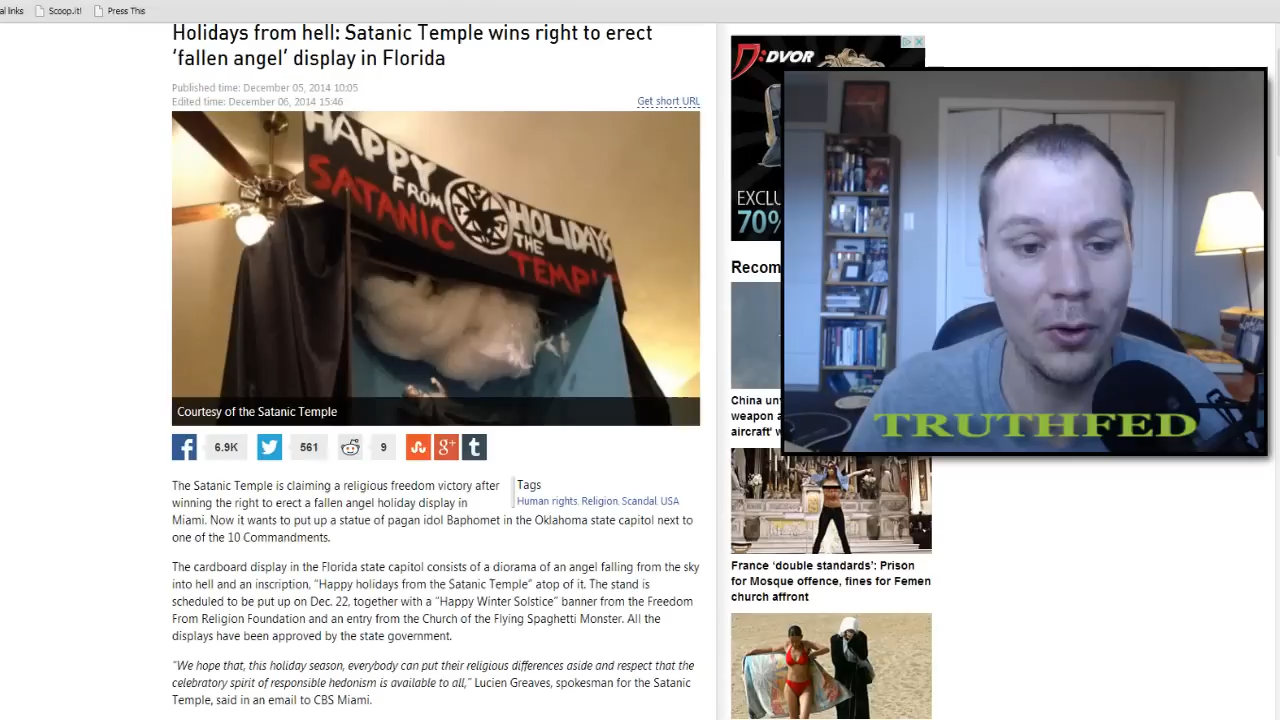 al links
Scoop.it!
Press This
Holidays from hell: Satanic Temple wins right to erect
‘fallen angel’ display in Florida
Published time: December 05, 2014 10:05
Edited time: December 06, 2014 15:46
Get short URL
HAPPY HOLIDAYS
FROM THE
SATANIC TEMPLE
Courtesy of the Satanic Temple
6.9K
561
9
The Satanic Temple is claiming a religious freedom victory after
winning the right to erect a fallen angel holiday display in
Miami. Now it wants to put up a statue of pagan idol Baphomet in the Oklahoma state capitol next to
one of the 10 Commandments.
Tags
Human rights, Religion, Scandal, USA
The cardboard display in the Florida state capitol consists of a diorama of an angel falling from the sky
into hell and an inscription, “Happy holidays from the Satanic Temple” atop of it. The stand is
scheduled to be put up on Dec. 22, together with a “Happy Winter Solstice” banner from the Freedom
From Religion Foundation and an entry from the Church of the Flying Spaghetti Monster. All the
displays have been approved by the state government.
“We hope that, this holiday season, everybody can put their religious differences aside and respect that the
celebratory spirit of responsible hedonism is available to all,” Lucien Greaves, spokesman for the Satanic
Temple, said in an email to CBS Miami.
DVOR
EXCLU
70%
Recom
China unv
weapon a
aircraft' w
TRUTHFED
France ‘double standards’: Prison
for Mosque offence, fines for Femen
church affront